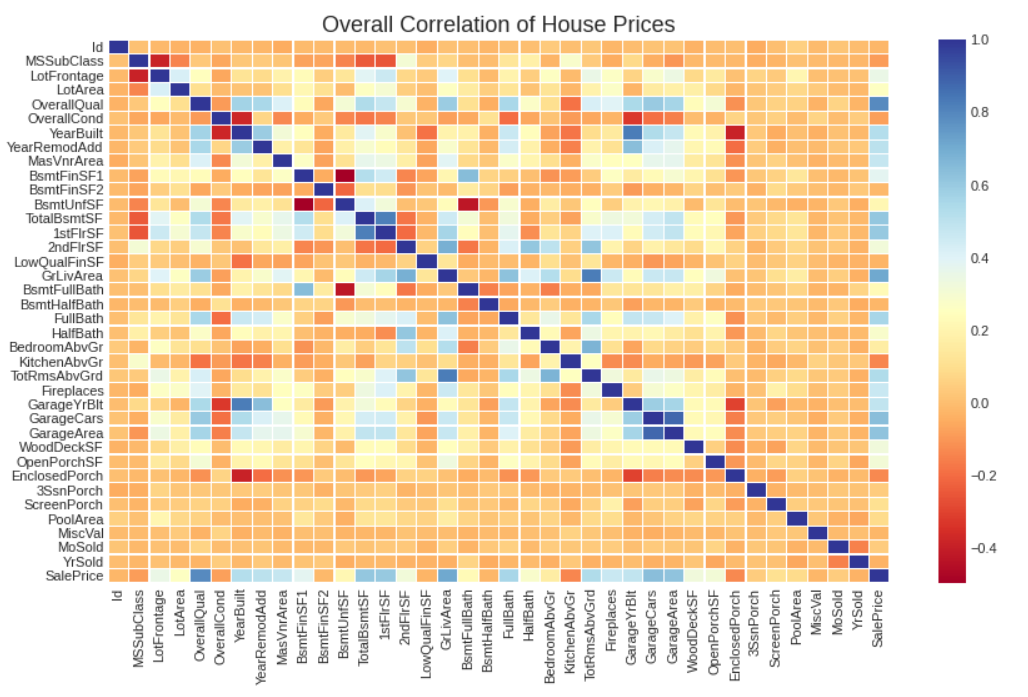 Overall Correlation of House Prices
Id
MSSubClass
LotFrontage
LotArea
OverallQual
OverallCond
YearBuilt
YearRemodAdd
MasVnrArea
BsmtFinSF1
BsmtFinSF2
BsmtUnfSF
TotalBsmtSF
1stFlrSF
2ndFlrSF
LowQualFinSF
GrLivArea
BsmtFullBath
BsmtHalfBath
FullBath
HalfBath
BedroomAbvGr
KitchenAbvGr
TotRmsAbvGrd
Fireplaces
GarageYrBlt
GarageCars
GarageArea
WoodDeckSF
OpenPorchSF
EnclosedPorch
3SsnPorch
ScreenPorch
PoolArea
MiscVal
MoSold
YrSold
SalePrice
Id
MSSubClass
LotFrontage
LotArea
OverallQual
OverallCond
YearBuilt
YearRemodAdd
MasVnrArea
BsmtFinSF1
BsmtFinSF2
BsmtUnfSF
TotalBsmtSF
1stFlrSF
2ndFlrSF
LowQualFinSF
GrLivArea
BsmtFullBath
BsmtHalfBath
FullBath
HalfBath
BedroomAbvGr
KitchenAbvGr
TotRmsAbvGrd
Fireplaces
GarageYrBlt
GarageCars
GarageArea
WoodDeckSF
OpenPorchSF
EnclosedPorch
3SsnPorch
ScreenPorch
PoolArea
MiscVal
MoSold
YrSold
SalePrice
1.0
0.8
0.6
0.4
0.2
0.0
−0.2
−0.4